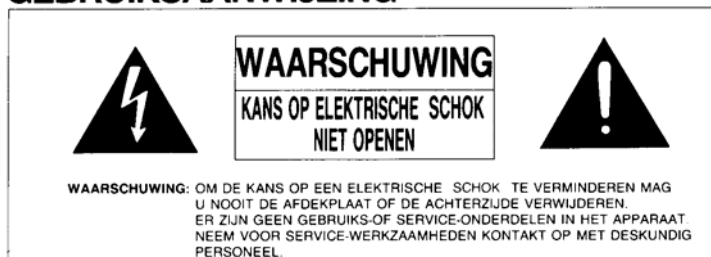 GEBRUIKSAANWIJZING
WAARSCHUWING
KANS OP ELEKTRISCHE SCHOK
NIET OPENEN
WAARSCHUWING: OM DE KANS OP EEN ELEKTRISCHE SCHOK TE VERMINDEREN MAG
U NOOIT DE AFDEKPLAAT OF DE ACHTERZIJDE VERWIJDEREN.
ER ZIJN GEEN GEBRUIKS-OF SERVICE-ONDERDELEN IN HET APPARAAT.
NEEM VOOR SERVICE-WERKZAAMHEDEN KONTAKT OP MET DESKUNDIG
PERSONEEL.